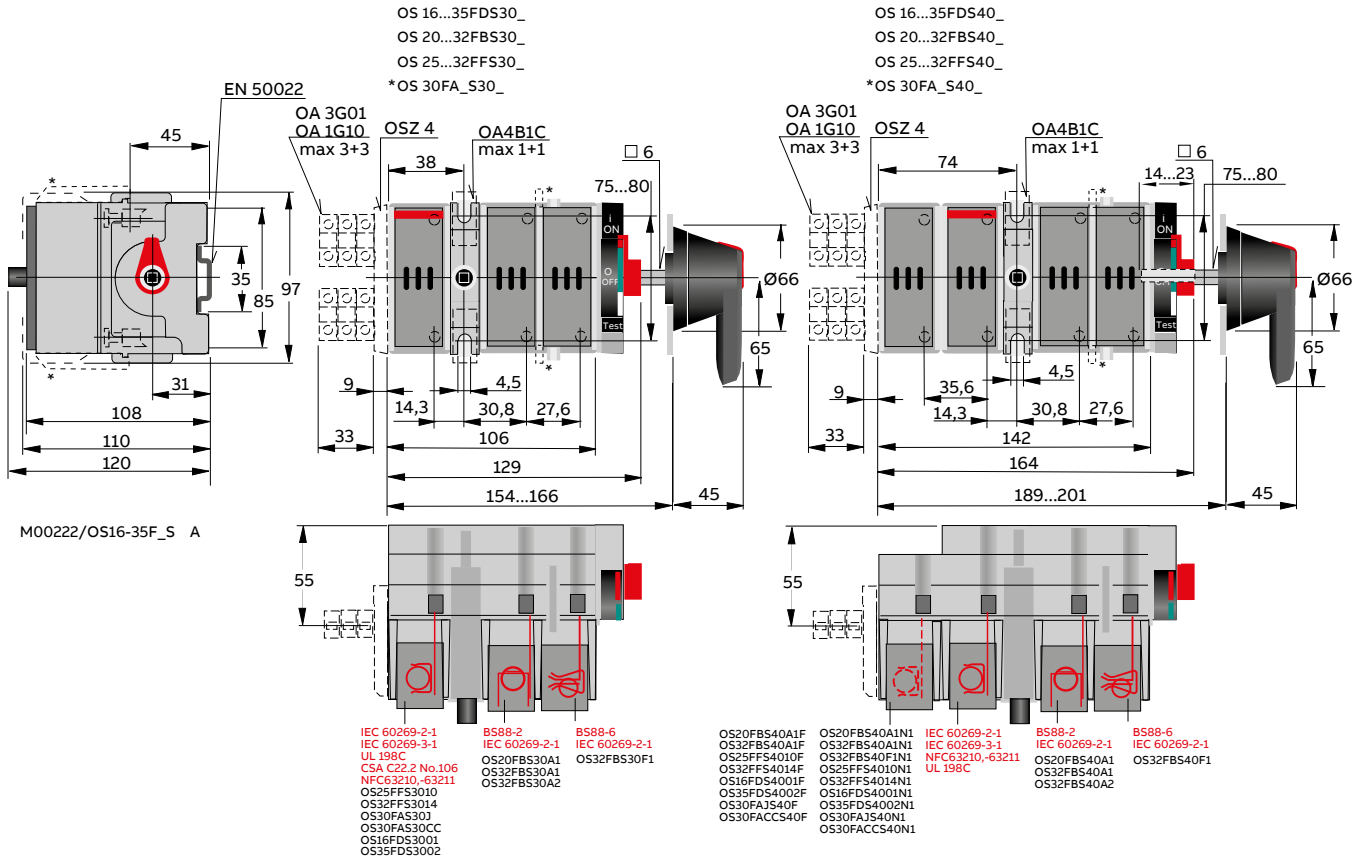 OS 16...35FDS30_
OS 20...32FBS30_
OS 25...32FFS30_
*OS 30FA_S30_
OS 16...35FDS40_
OS 20...32FBS40_
OS 25...32FFS40_
*OS 30FA_S40_
EN 50022
45
*
35
85
97
31
*
108
110
120
M00222/OS16-35F_S A
OA 3G01
OA 1G10
max 3+3
OSZ 4
OA4B1C
max 1+1
□ 6
38
75...80
*
I
ON
O
OFF
Test
Ø66
65
*
9
4,5
14,3
30,8
27,6
33
106
129
154...166
45
OA 3G01
OA 1G10
max 3+3
OSZ 4
OA4B1C
max 1+1
□ 6
74
14...23
75...80
*
I
ON
Test
Ø66
65
*
9
4,5
35,6
14,3
30,8
27,6
33
142
164
189...201
45
55
IEC 60269-2-1
IEC 60269-3-1
UL 198C
CSA C22.2 No.106
NFC63210,-63211
OS25FFS3010
OS32FFS3014
OS30FAS30J
OS30FAS30CC
OS16FDS3001
OS35FDS3002
BS88-2
IEC 60269-2-1
OS20FBS30A1
OS32FBS30A1
OS32FBS30A2
BS88-6
IEC 60269-2-1
OS32FBS30F1
55
OS20FBS40A1F
OS32FBS40A1F
OS25FFS4010F
OS32FFS4014F
OS16FDS4001F
OS35FDS4002F
OS30FAJS40F
OS30FACCS40F
OS20FBS40A1N1
OS32FBS40A1N1
OS32FBS40F1N1
OS25FFS4010N1
OS32FFS4014N1
OS16FDS4001N1
OS35FDS4002N1
OS30FAJS40N1
OS30FACCS40N1
IEC 60269-2-1
IEC 60269-3-1
NFC63210,-63211
UL 198C
BS88-2
IEC 60269-2-1
OS20FBS40A1
OS32FBS40A1
OS32FBS40A2
BS88-6
IEC 60269-2-1
OS32FBS40F1